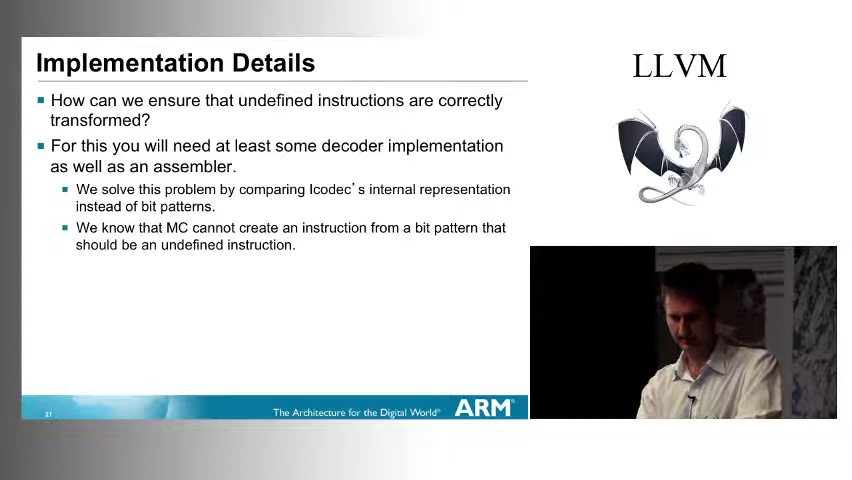 Implementation Details
How can we ensure that undefined instructions are correctly
transformed?
For this you will need at least some decoder implementation
as well as an assembler.
We solve this problem by comparing Icodec's internal representation
instead of bit patterns.
We know that MC cannot create an instruction from a bit pattern that
should be an undefined instruction.
21
The Architecture for the Digital World®
ARM®
LLVM